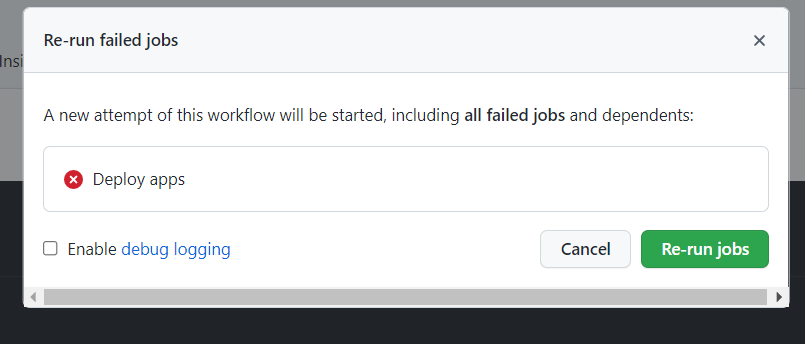 Re-run failed jobs
Insi
A new attempt of this workflow will be started, including all failed jobs and dependents:
Deploy apps
Enable debug logging
Cancel
Re-run jobs